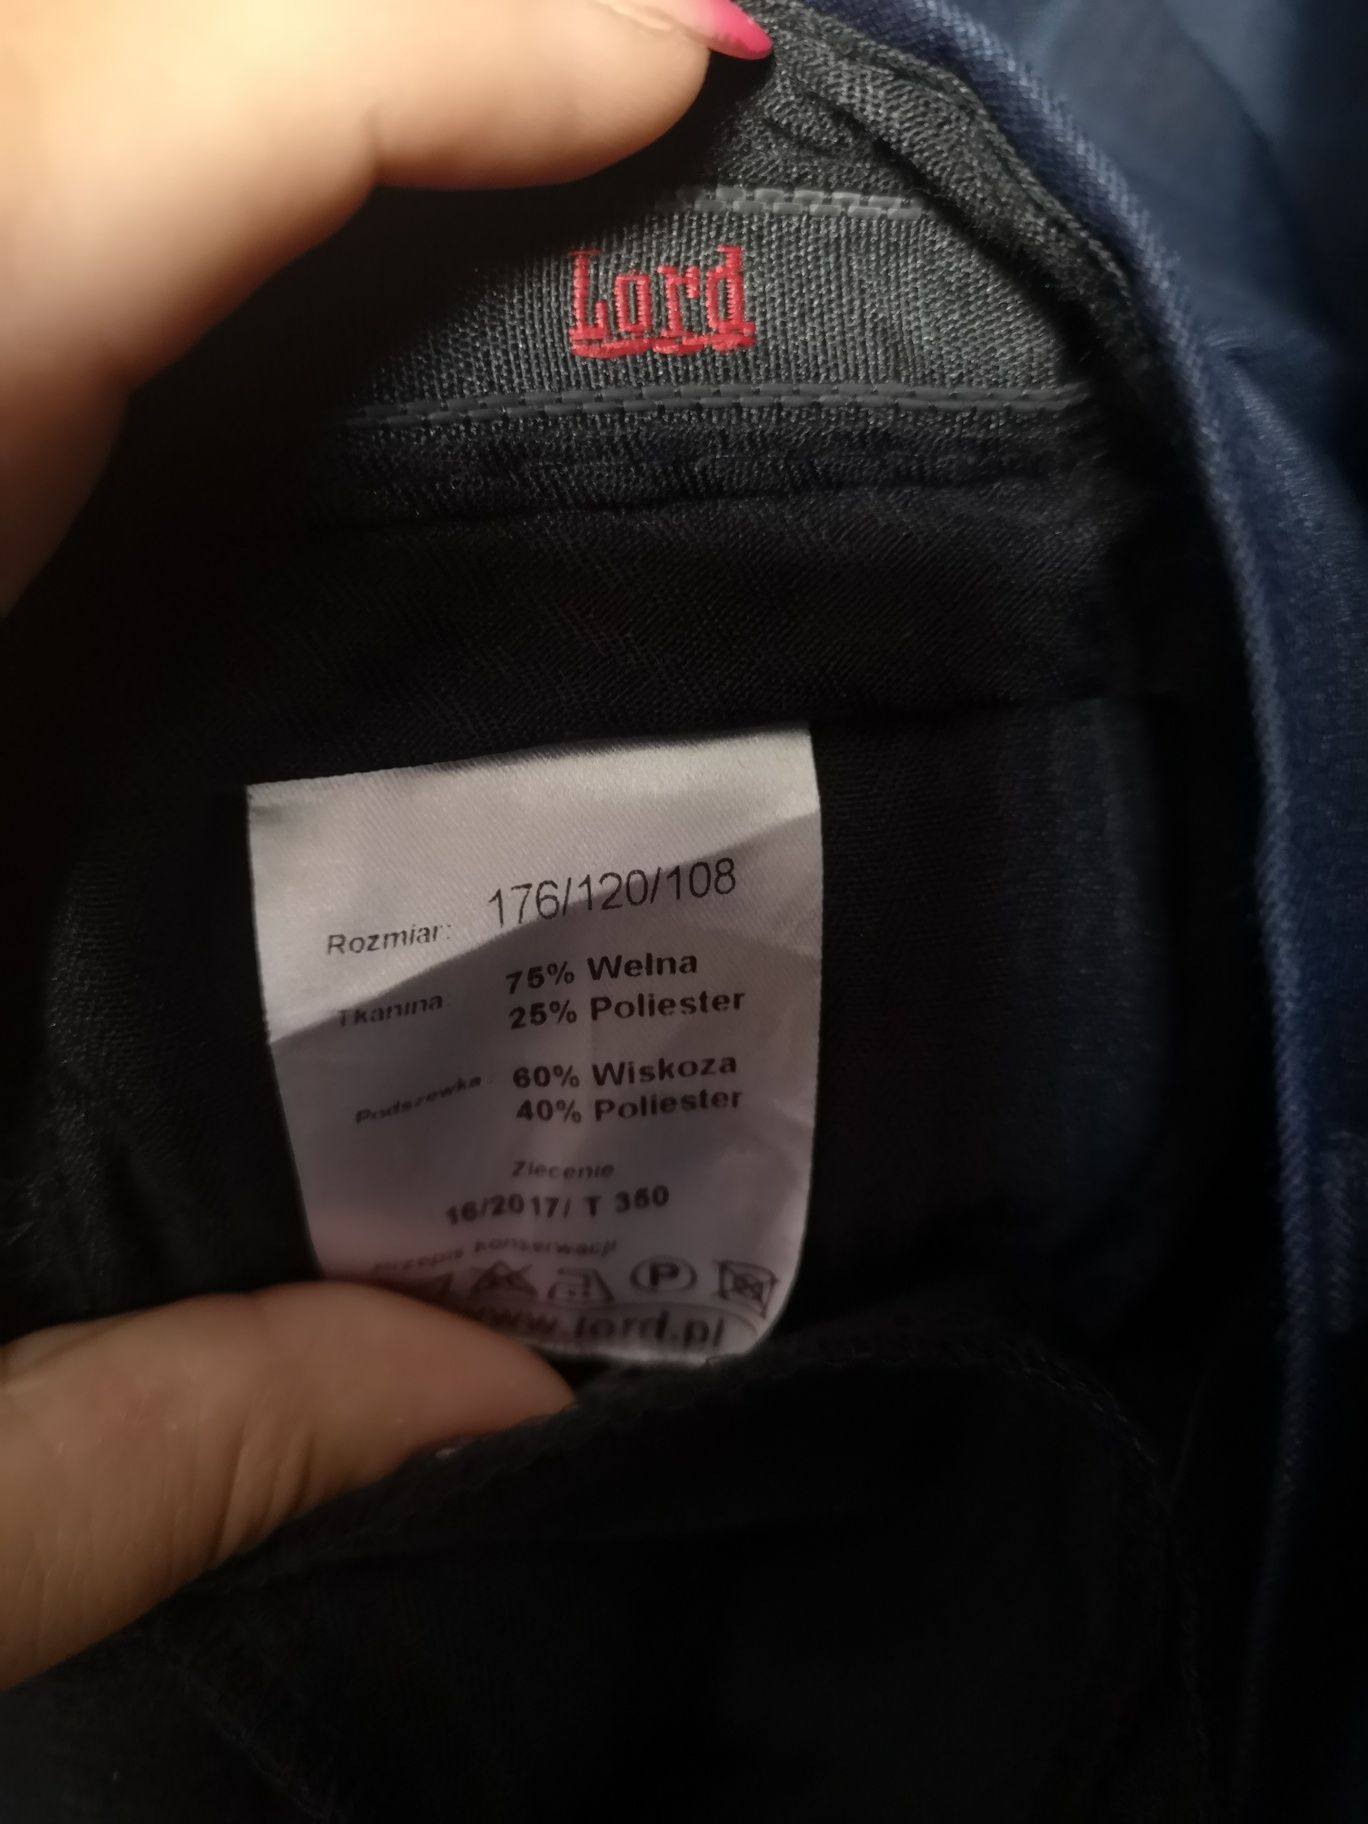 Lord
Rozmiar: 176/120/108
Tkanina: 75% Wełna
25% Poliester
Podszewka: 60% Wiskoza
40% Poliester
Zlecenie
16/2017/ T 350
Przepis konserwacji
P
www.lord.pl